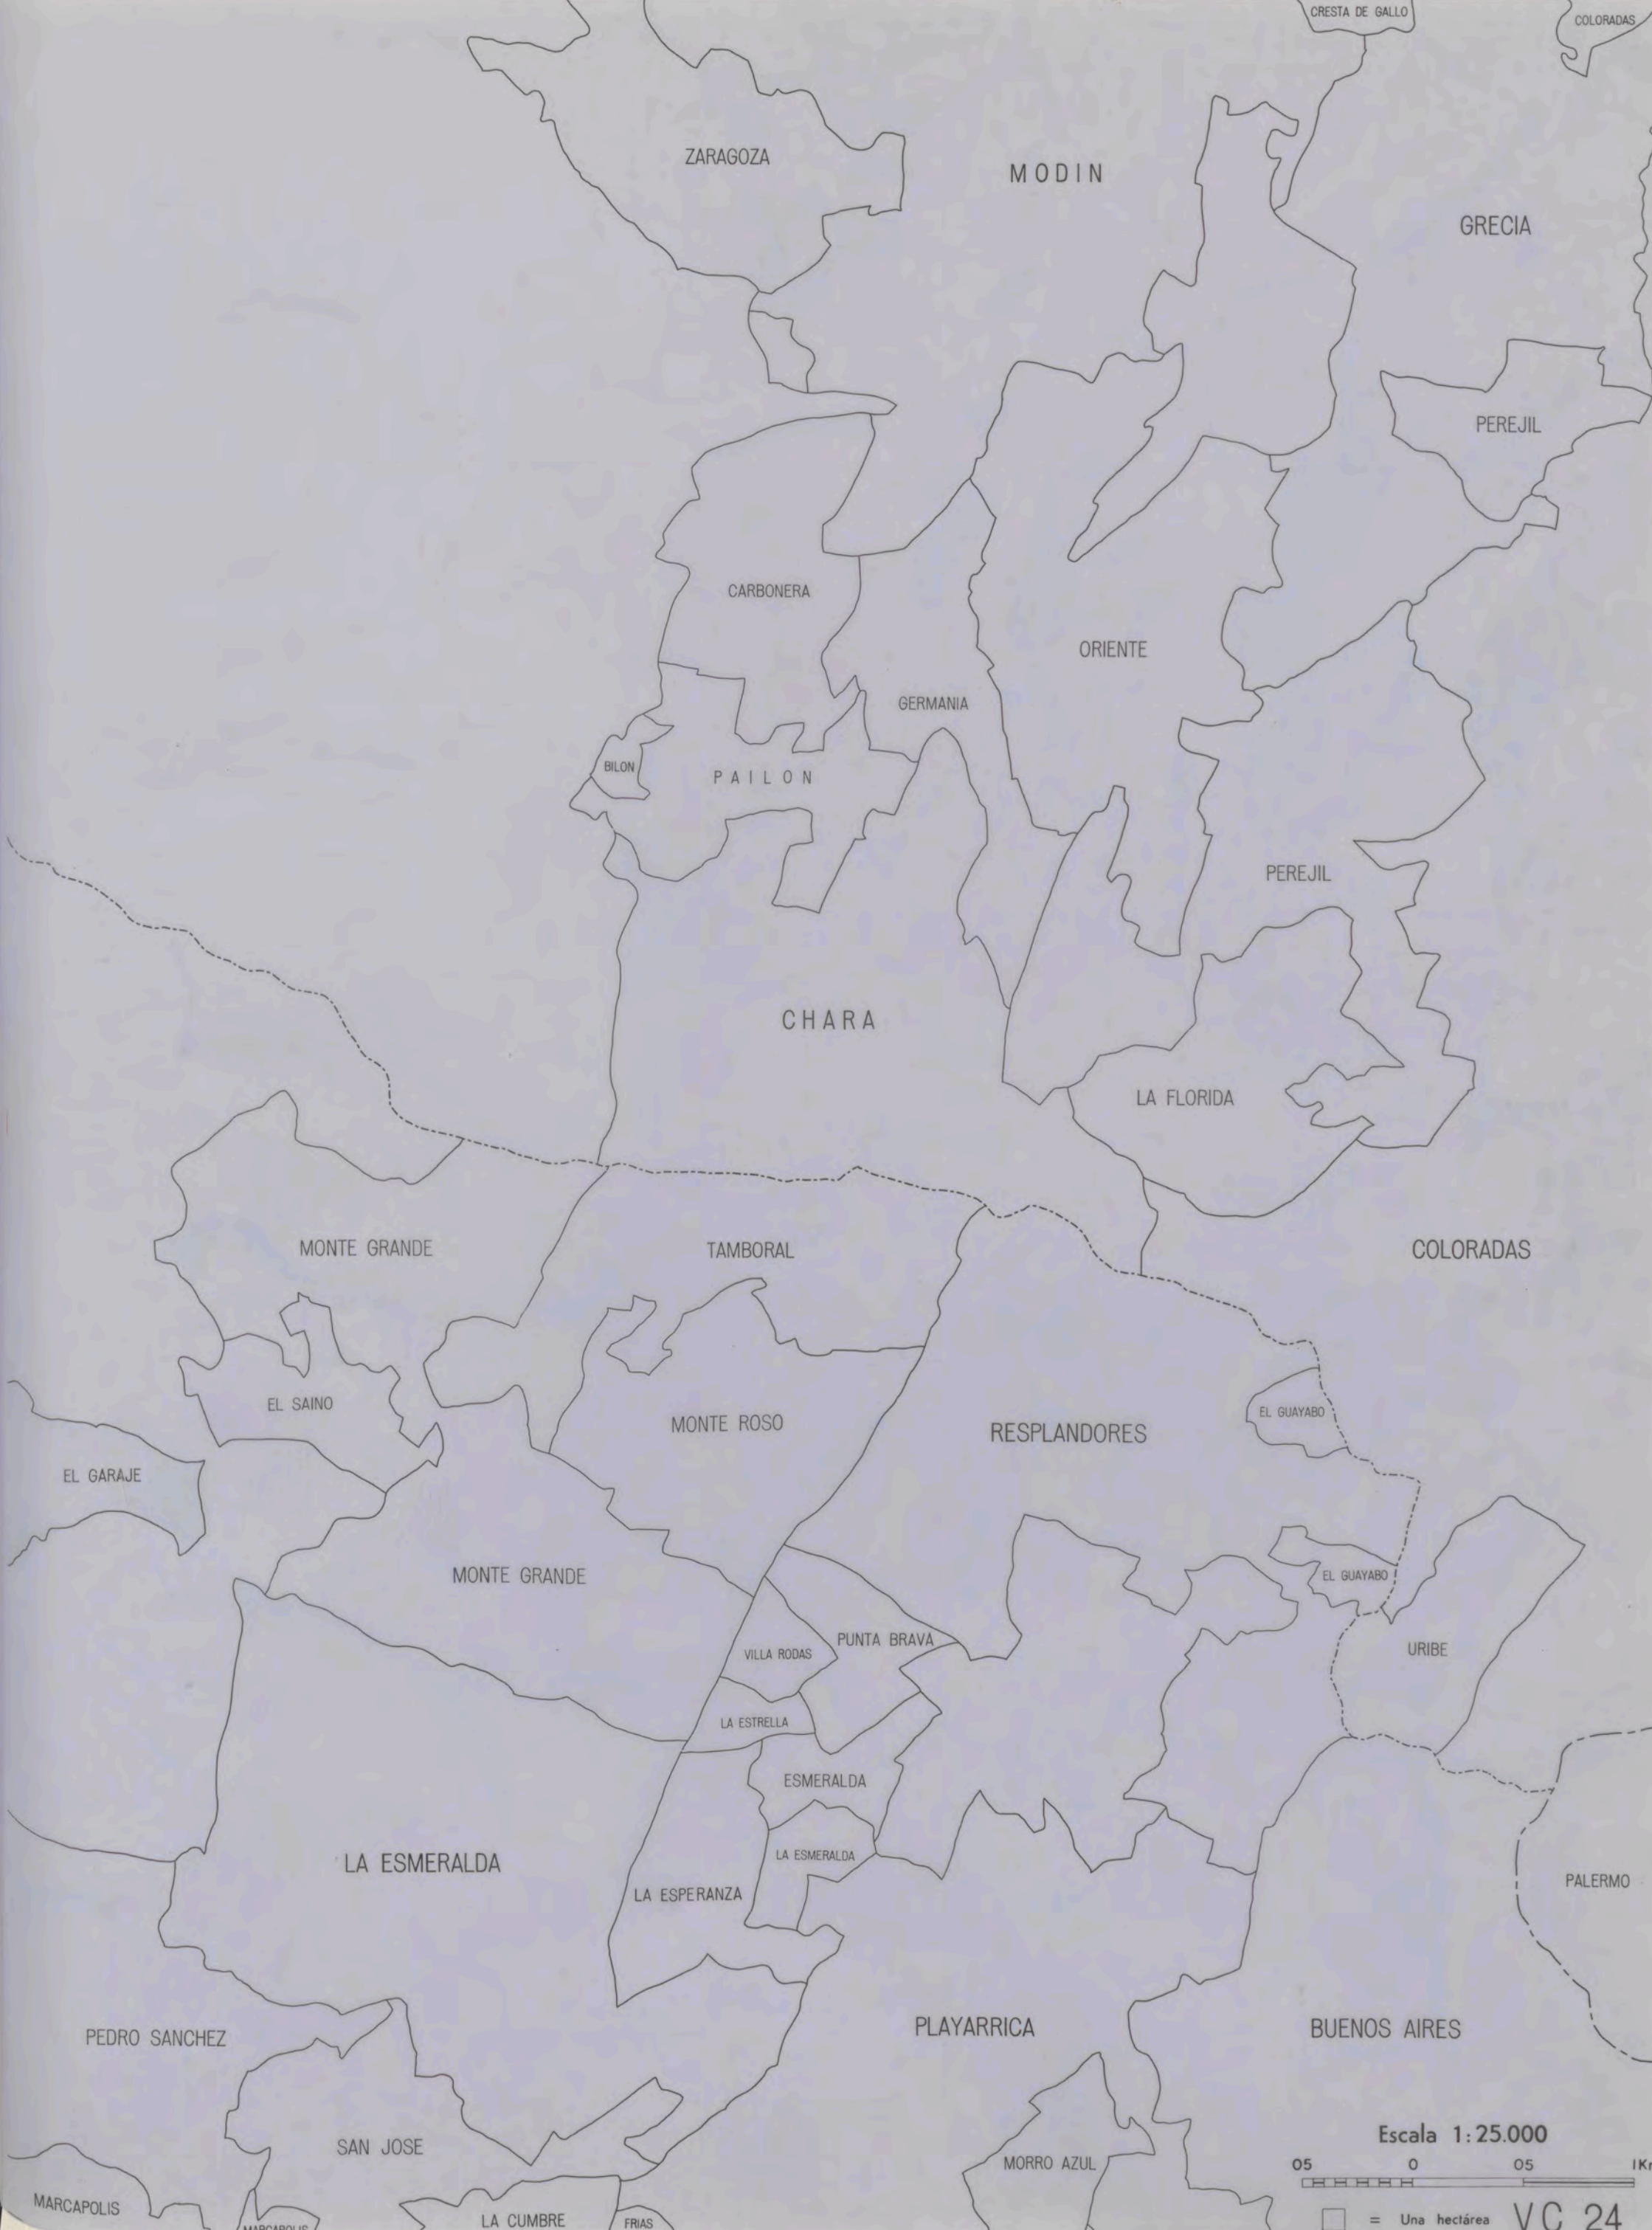 CRESTA DE GALLO
COLORADAS
ZARAGOZA
MODIN
GRECIA
PEREJIL
CARBONERA
ORIENTE
GERMANIA
BILON
PAILON
PEREJIL
CHARA
LA FLORIDA
MONTE GRANDE
TAMBORAL
COLORADAS
EL SAINO
EL GUAYABO
MONTE ROSO
RESPLANDORES
EL GARAJE
MONTE GRANDE
EL GUAYABO
PUNTA BRAVA
VILLA RODAS
URIBE
LA ESTRELLA
ESMERALDA
LA ESMERALDA
LA ESMERALDA
PALERMO
LA ESPERANZA
PEDRO SANCHEZ
PLAYARRICA
BUENOS AIRES
SAN JOSE
MORRO AZUL
Escala 1:25.000
05 0 05 1K
MARCAPOLIS
MARCAPOLIS
LA CUMBRE
FRIAS
= Una hectárea
VC 24